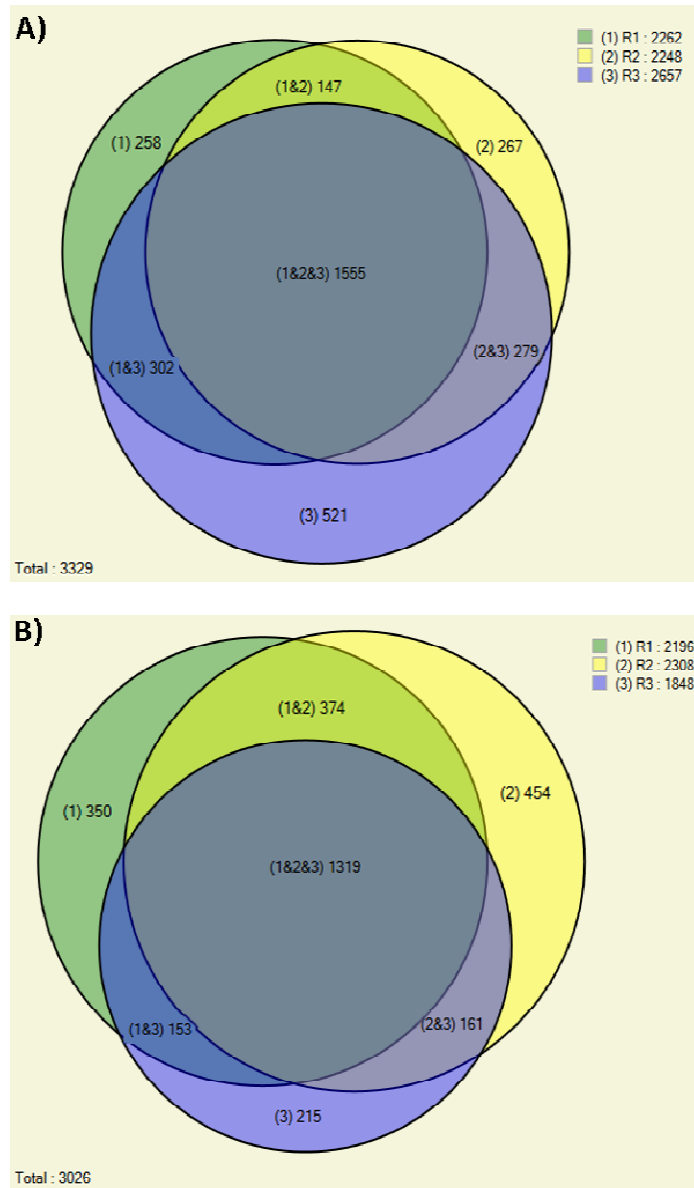 A)
(1) R1 : 2262
(2) R2 : 2248
(3) R3 : 2657
(1&2) 147
(1) 258
(2) 267
(1&2&3) 1555
(2&3) 279
(1&3) 302
(3) 521
Total : 3329
B)
(1) R1 : 2196
(2) R2 : 2308
(3) R3 : 1848
(1&2) 374
(2) 454
(1) 350
(1&2&3) 1319
(2&3) 161
(1&3) 153
(3) 215
Total : 3026